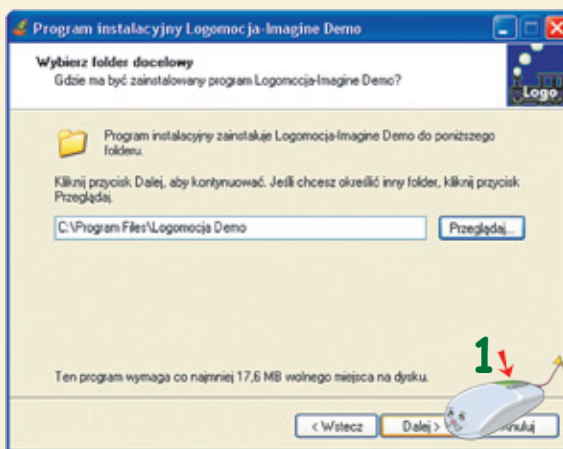 Program instalacyjny Logomocja-Imagine Demo
Wybierz folder docelowy
Gdzie ma być zainstalowany program Logomocja-Imagine Demo?
Logo
Program instalacyjny zainstaluje Logomocja-Imagine Demo do poniższego
folderu.
Kliknij przycisk Dalej, aby kontynuować. Jeśli chcesz określić inny folder, kliknij przycisk
Przeglądaj.
C:\Program Files\Logomocja Demo
Przeglądaj...
1
Ten program wymaga co najmniej 17,6 MB wolnego miejsca na dysku.
< Wstecz
Dalej >
Anuluj